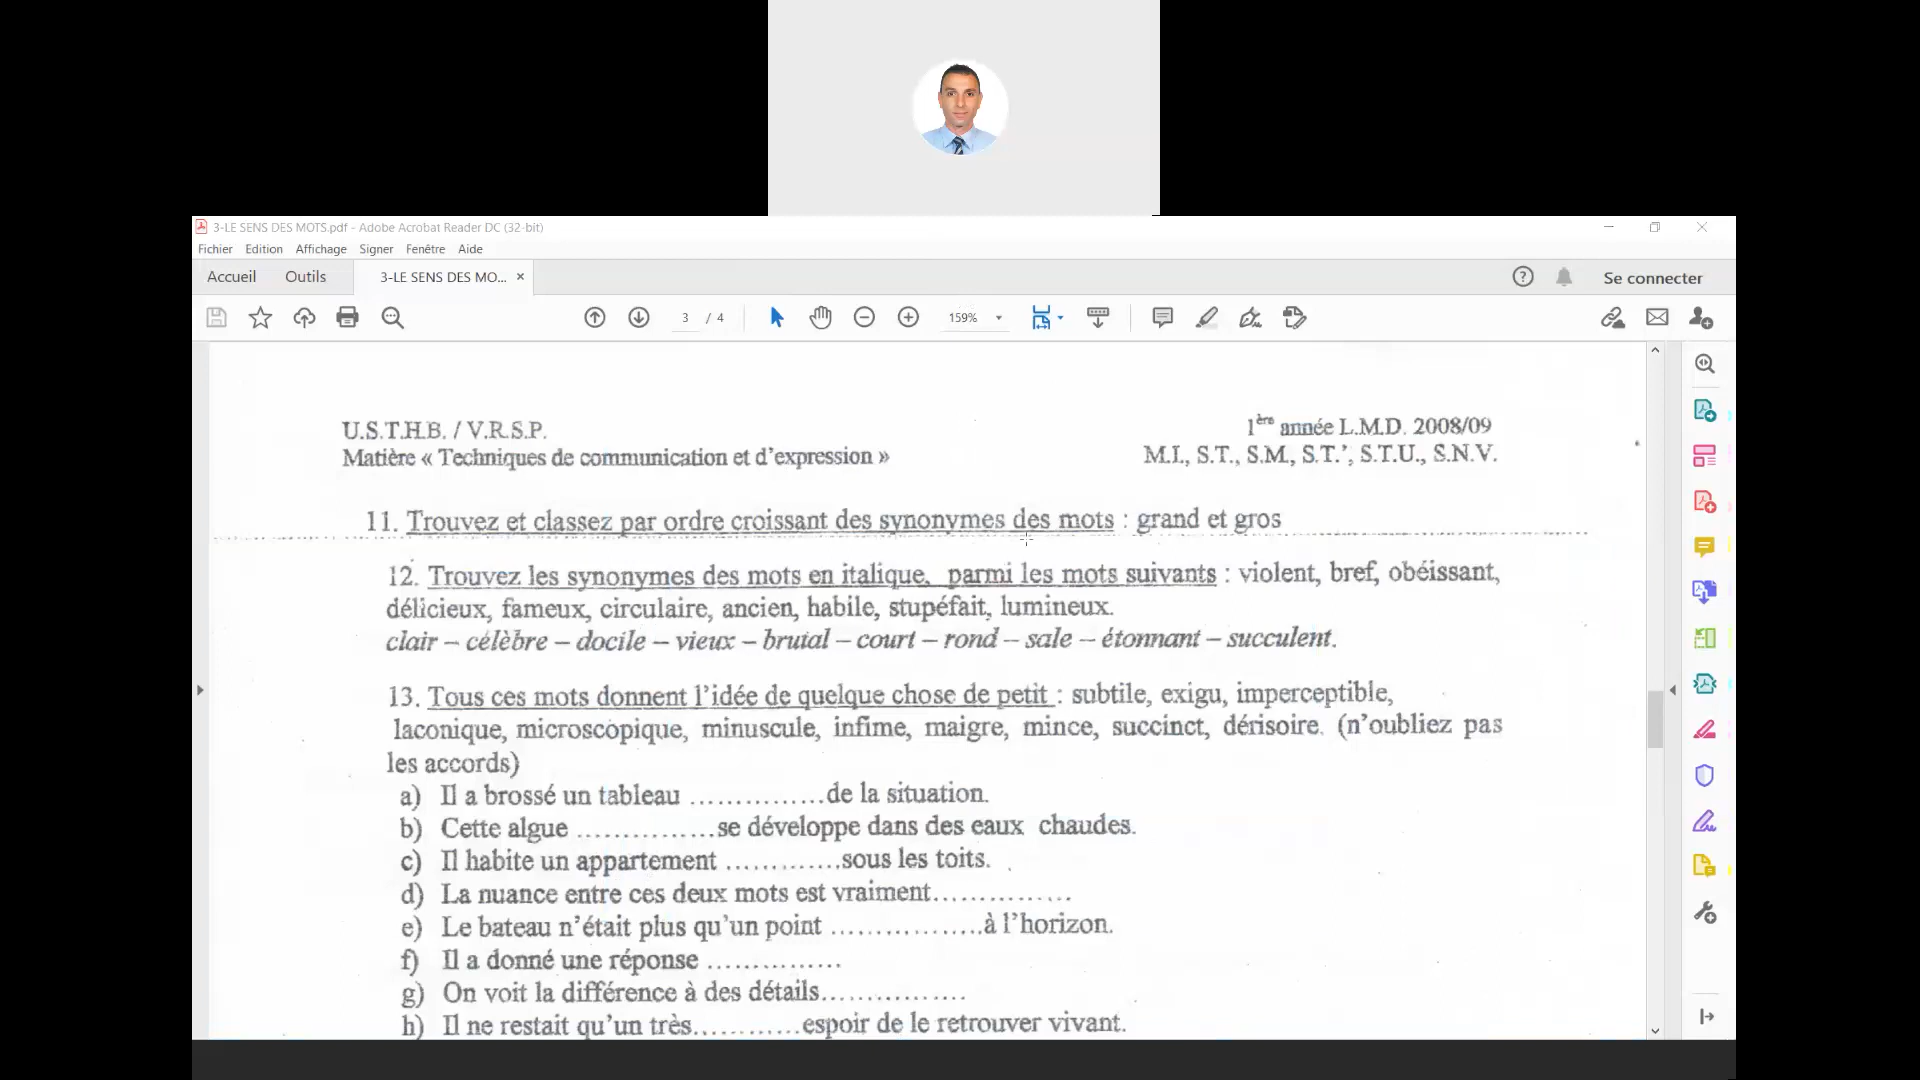 3-LE SENS DES MOTS.pdf - Adobe Acrobat Reader DC (32-bit)
Fichier Edition Affichage Signer Fenêtre Aide
Accueil Outils 3-LE SENS DES MO... × Se connecter
3 / 4 159%
U.S.T.H.B. / V.R.S.P. 1ère année L.M.D. 2008/09
Matière « Techniques de communication et d'expression » M.I., S.T., S.M., S.T.', S.T.U., S.N.V.
11. Trouvez et classez par ordre croissant des synonymes des mots : grand et gros
12. Trouvez les synonymes des mots en italique, parmi les mots suivants : violent, bref, obéissant,
délicieux, fameux, circulaire, ancien, habile, stupéfait, lumineux.
clair – célèbre – docile – vieux – brutal – court – rond – sale – étonnant – succulent.
13. Tous ces mots donnent l'idée de quelque chose de petit : subtile, exigu, imperceptible,
laconique, microscopique, minuscule, infime, maigre, mince, succinct, dérisoire. (n'oubliez pas
les accords)
a) Il a brossé un tableau ……………de la situation.
b) Cette algue ……………se développe dans des eaux chaudes.
c) Il habite un appartement …………sous les toits.
d) La nuance entre ces deux mots est vraiment……………
e) Le bateau n'était plus qu'un point ……………à l'horizon.
f) Il a donné une réponse ……………
g) On voit la différence à des détails……………
h) Il ne restait qu'un très…………espoir de le retrouver vivant.